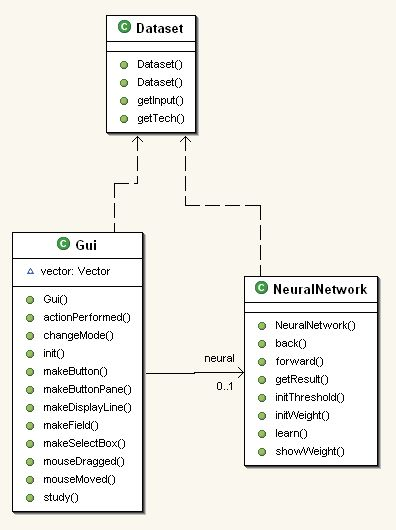 C Dataset
Dataset()
Dataset()
getInput()
getTech()
C Gui
vector: Vector
Gui()
actionPerformed()
changeMode()
init()
makeButton()
makeButtonPane()
makeDisplayLine()
makeField()
makeSelectBox()
mouseDragged()
mouseMoved()
study()
neural
0..1
C NeuralNetwork
NeuralNetwork()
back()
forward()
getResult()
initThreshold()
initWeight()
learn()
showWeight()